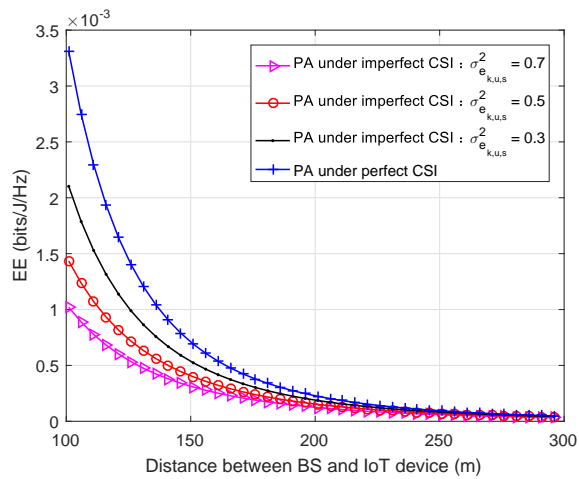 ×10⁻³
3.5
3
2.5
2
1.5
1
0.5
0
EE (bits/J/Hz)
100
150
200
250
300
Distance between BS and IoT device (m)
PA under imperfect CSI : σ²e_k,u,s = 0.7
PA under imperfect CSI : σ²e_k,u,s = 0.5
PA under imperfect CSI : σ²e_k,u,s = 0.3
PA under perfect CSI